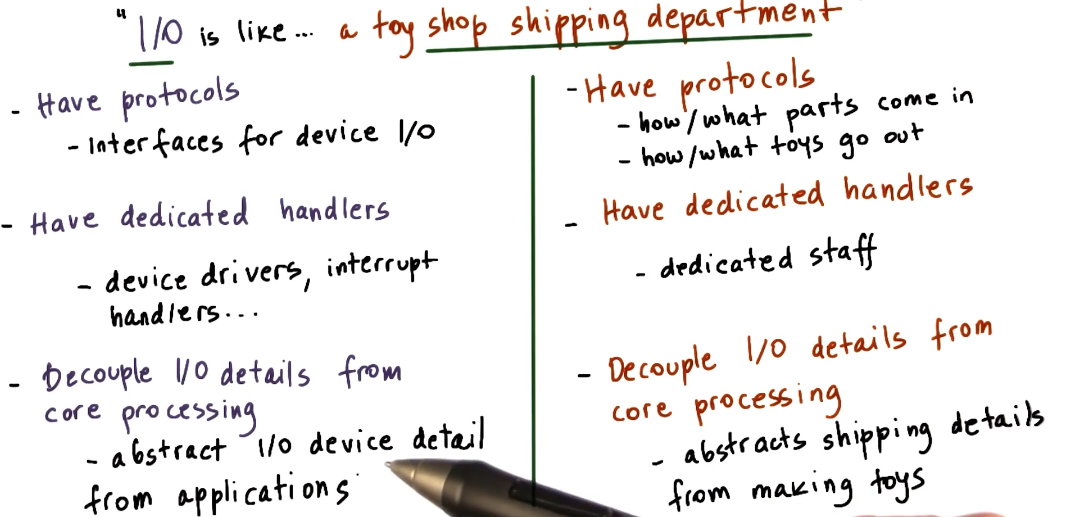 "I/O is like... a toy shop shipping department"
- Have protocols
- interfaces for device I/O
- Have dedicated handlers
- device drivers, interrupt
handlers...
- Decouple I/O details from
core processing
- abstract I/O device detail
from applications
- Have protocols
- how/what parts come in
- how/what toys go out
- Have dedicated handlers
- dedicated staff
- Decouple I/O details from
core processing
- abstracts shipping details
from making toys